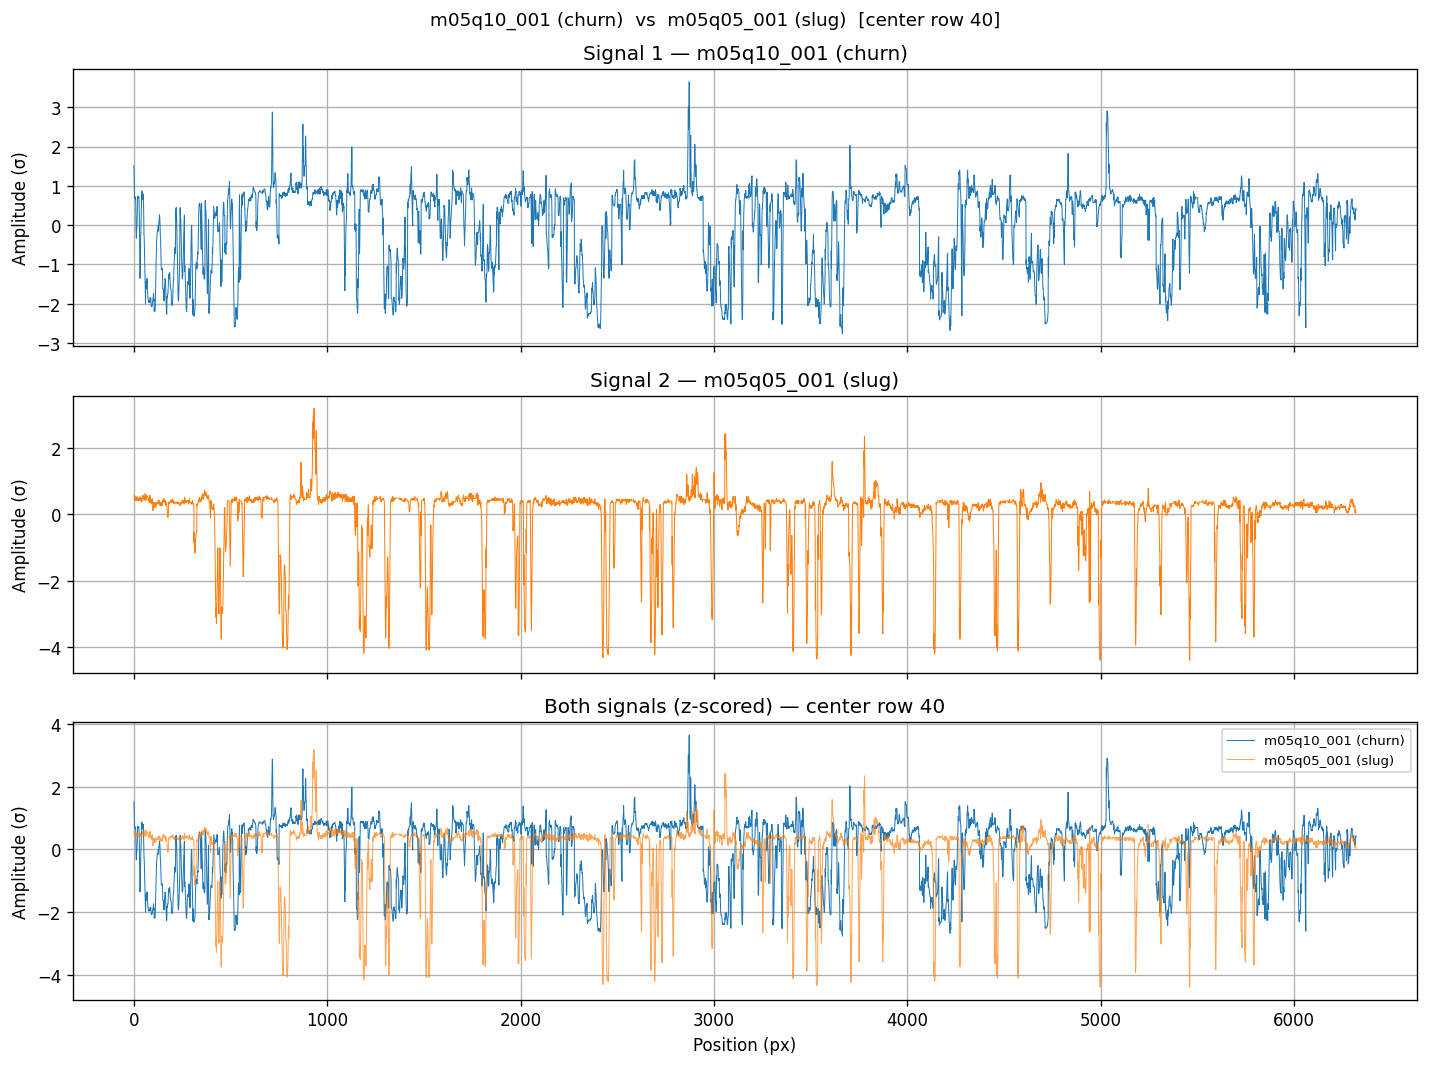 m05q10_001 (churn)  vs  m05q05_001 (slug)  [center row 40]
Signal 1 — m05q10_001 (churn)
Amplitude (σ)
3
2
1
0
−1
−2
−3
Signal 2 — m05q05_001 (slug)
Amplitude (σ)
2
0
−2
−4
Both signals (z-scored) — center row 40
Amplitude (σ)
4
2
0
−2
−4
m05q10_001 (churn)
m05q05_001 (slug)
0 1000 2000 3000 4000 5000 6000
Position (px)